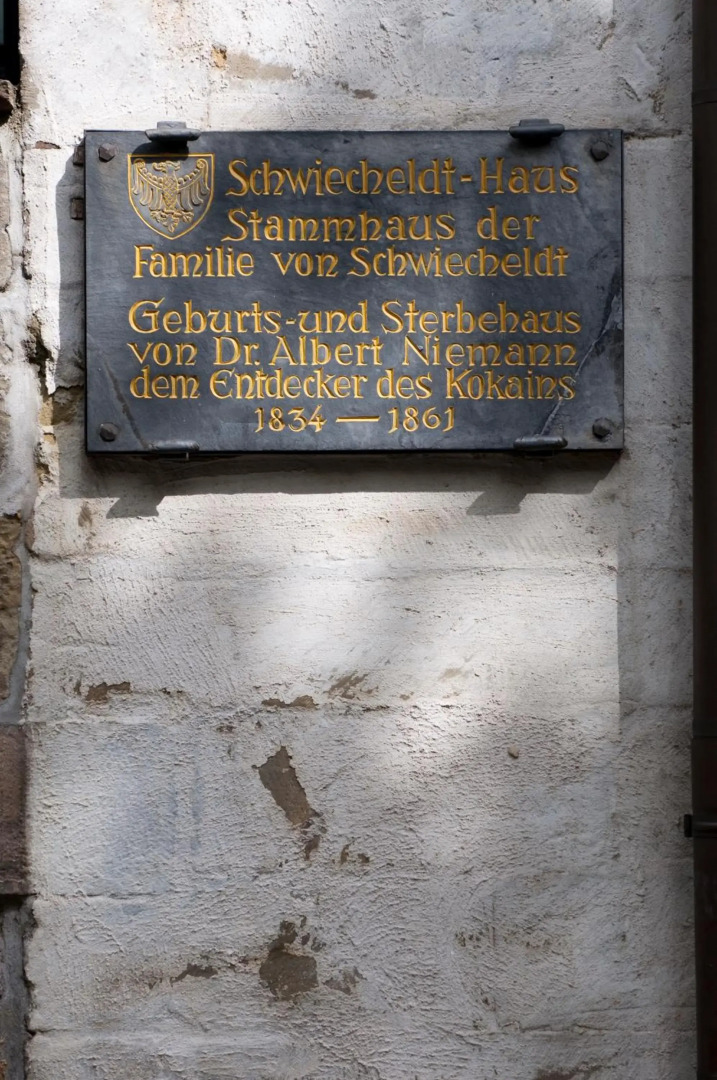 Schwiecheldt-Haus
Stammhaus der
Familie von Schwiecheldt
Geburts-und Sterbehaus
von Dr. Albert Niemann
dem Entdecker des Kokains
1834 — 1861